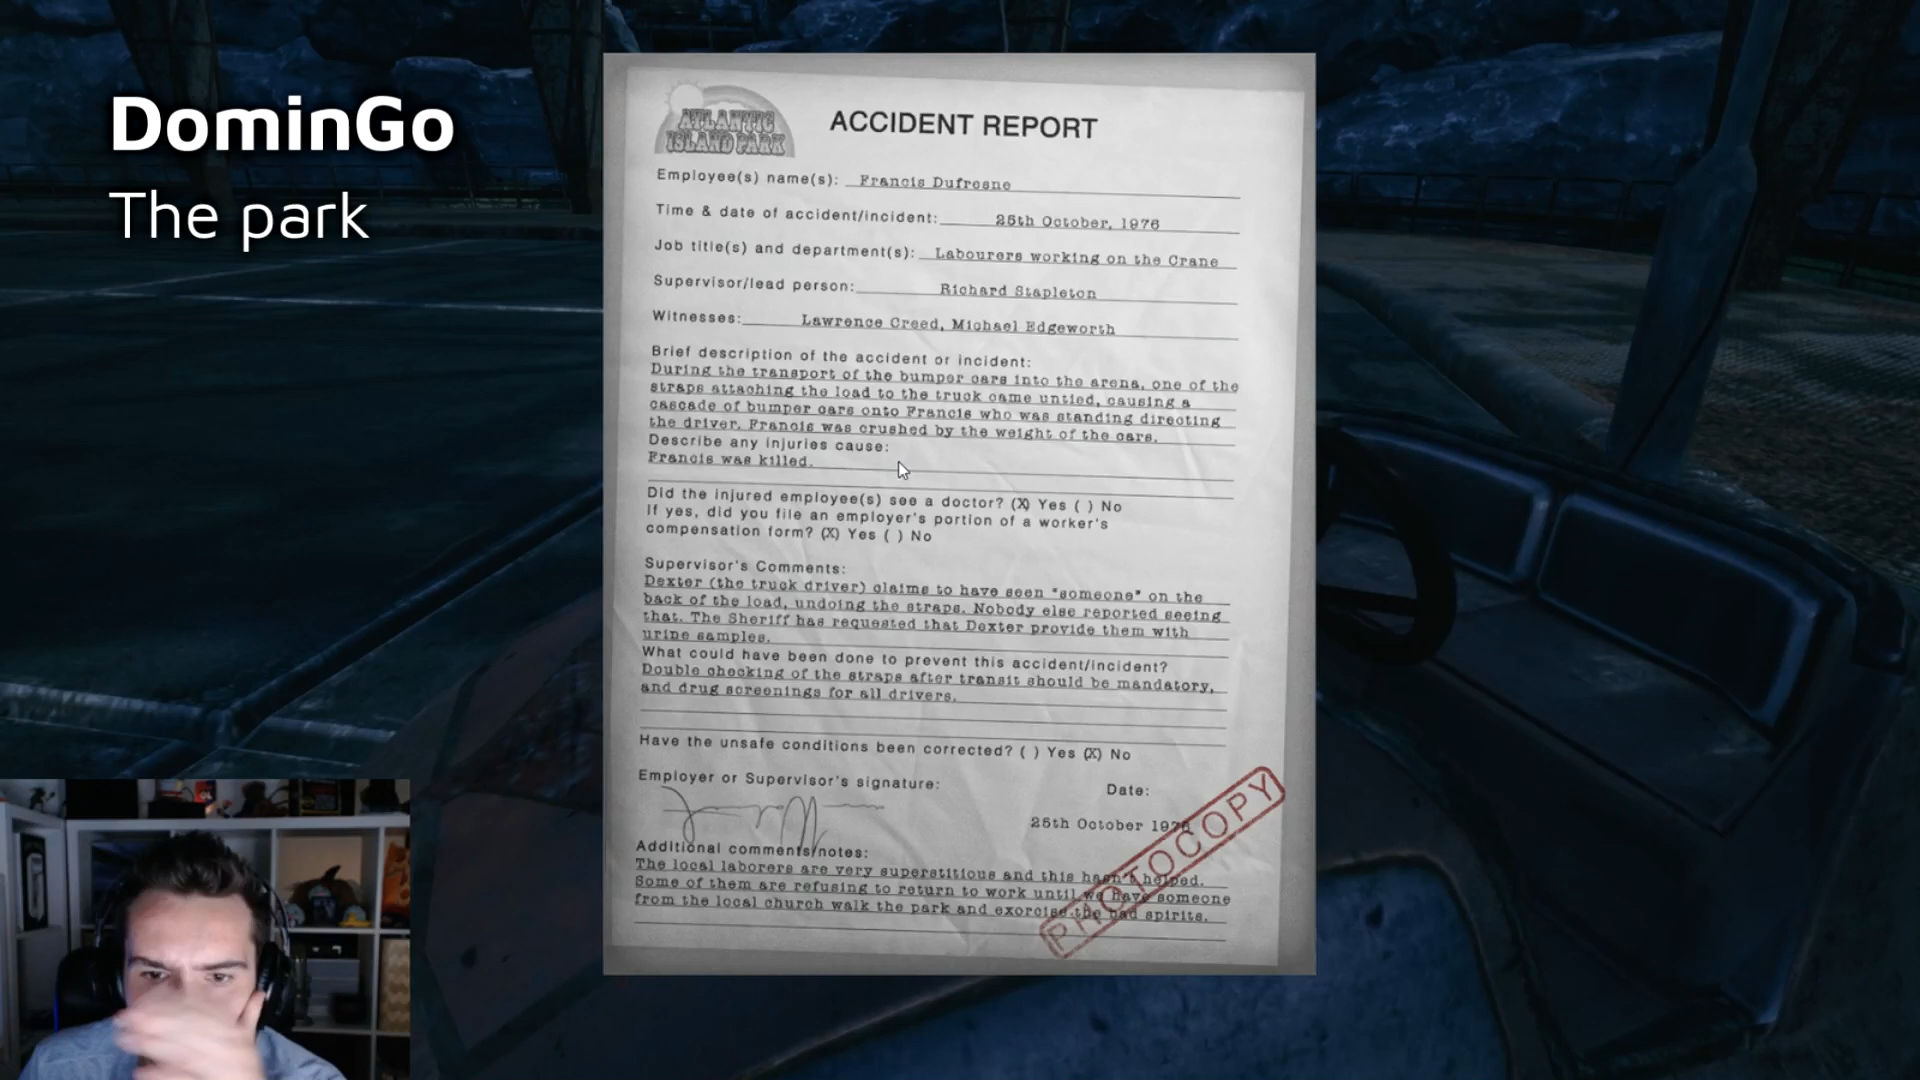 DominGo
The park
ATLANTIC
ISLAND PARK
ACCIDENT REPORT
Employee(s) name(s): Francis Dufresne
Time & date of accident/incident: 25th October, 1976
Job title(s) and department(s): Labourers working on the Crane
Supervisor/lead person: Richard Stapleton
Witnesses: Lawrence Creed, Michael Edgeworth
Brief description of the accident or incident:
During the transport of the bumper cars into the arena, one of the
straps attaching the load to the truck came untied, causing a
cascade of bumper cars onto Francis who was standing directing
the driver. Francis was crushed by the weight of the cars.
Describe any injuries cause:
Francis was killed.
Did the injured employee(s) see a doctor? (X) Yes ( ) No
If yes, did you file an employer's portion of a worker's
compensation form? (X) Yes ( ) No
Supervisor's Comments:
Dexter (the truck driver) claims to have seen "someone" on the
back of the load, undoing the straps. Nobody else reported seeing
that. The Sheriff has requested that Dexter provide them with
urine samples.
What could have been done to prevent this accident/incident?
Double checking of the straps after transit should be mandatory,
and drug screenings for all drivers.
Have the unsafe conditions been corrected? ( ) Yes (X) No
Employer or Supervisor's signature:
Date:
25th October 1976
Additional comments/notes:
The local laborers are very superstitious and this hasn't helped.
Some of them are refusing to return to work until we have someone
from the local church walk the park and exorcise the bad spirits.
PHOTOCOPY